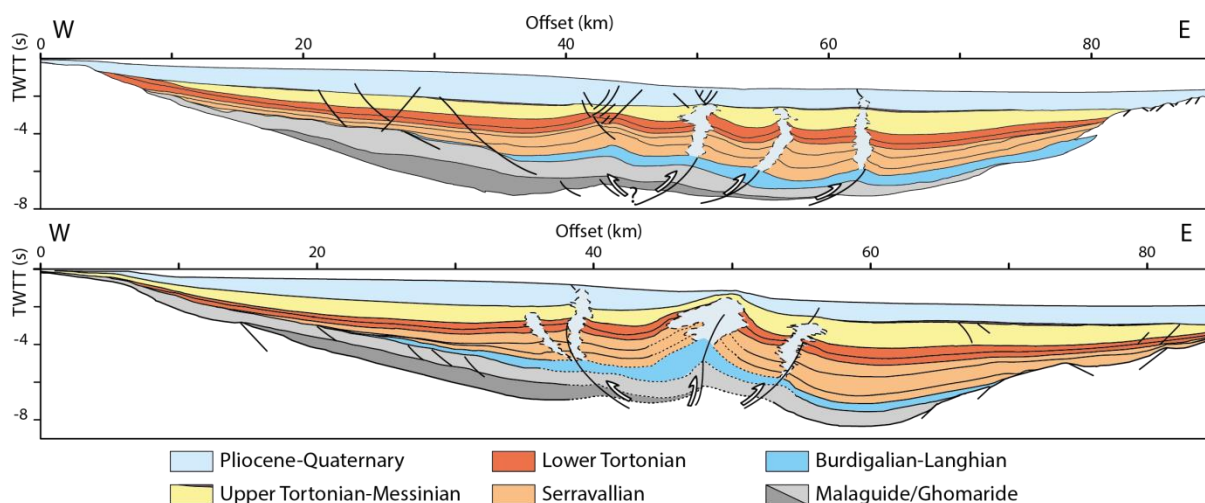 W
Offset (km)
E
0
20
40
60
80
TWTT (s)
-4
-8
?
W
Offset (km)
E
0
20
40
60
80
TWTT (s)
-4
-8
Pliocene-Quaternary
Lower Tortonian
Burdigalian-Langhian
Upper Tortonian-Messinian
Serravallian
Malaguide/Ghomaride